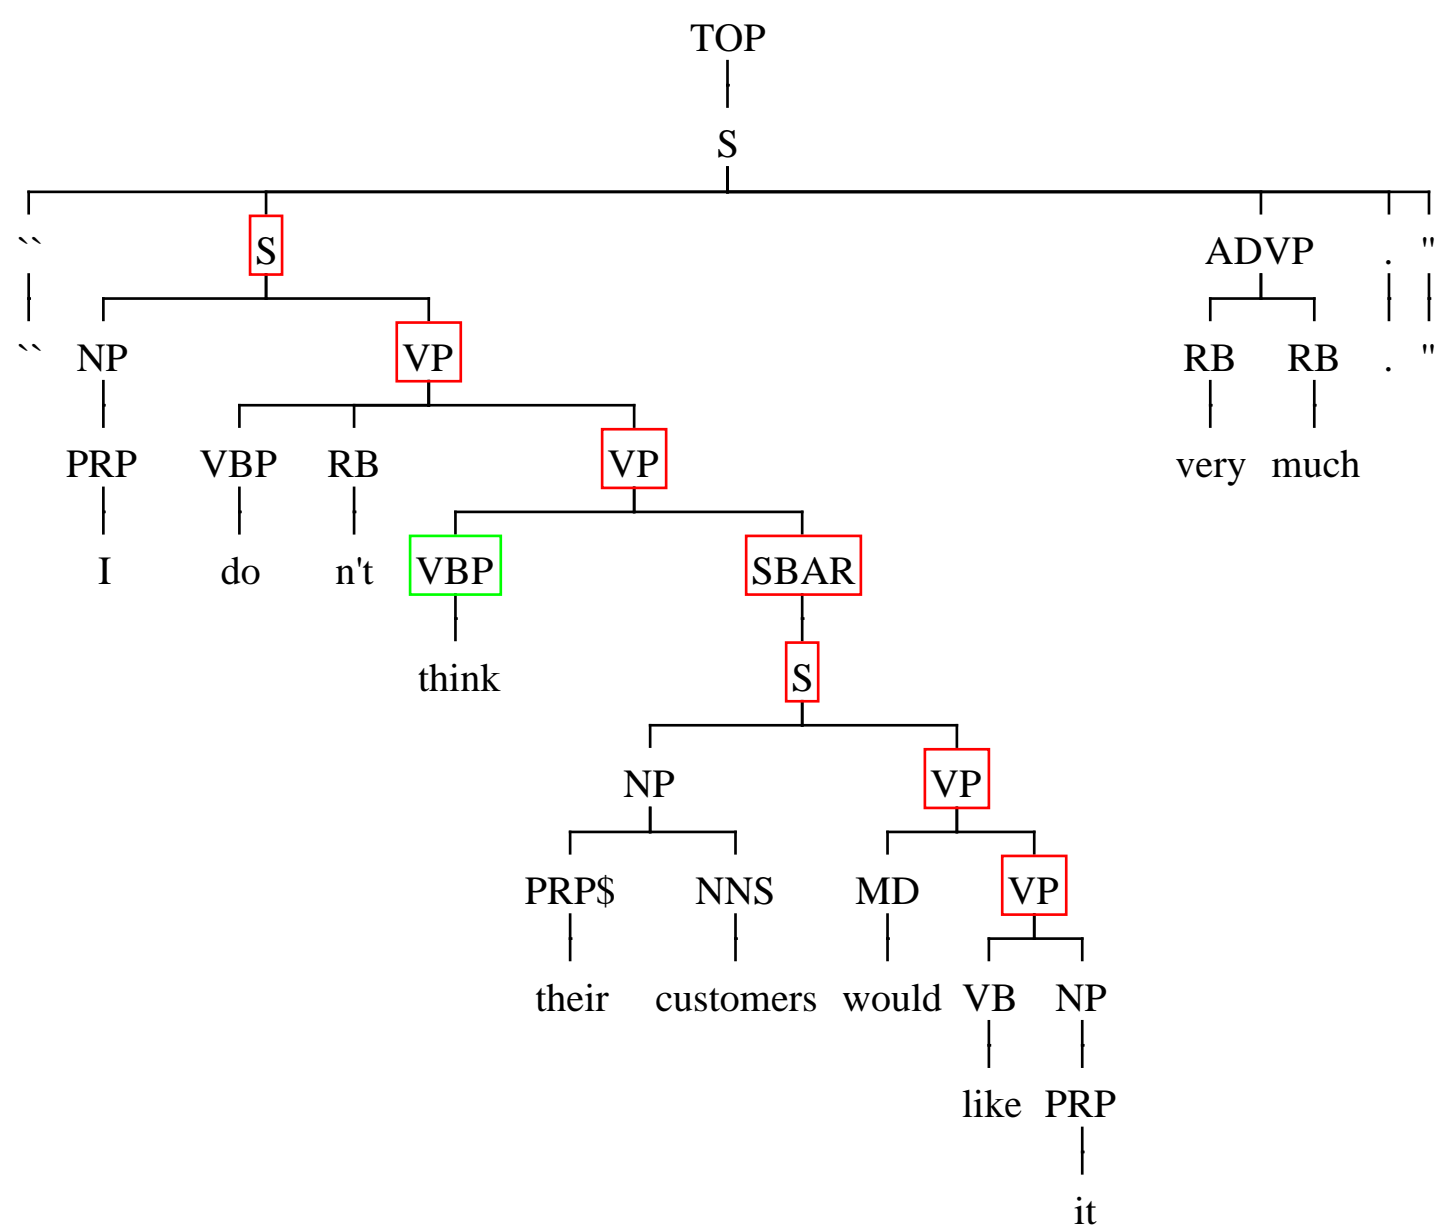 TOP
S
`` S ADVP . "
`` NP VP RB RB . "
PRP VBP RB VP very much
I do n't VBP SBAR
think S
NP VP
PRP$ NNS MD VP
their customers would VB NP
like PRP
it